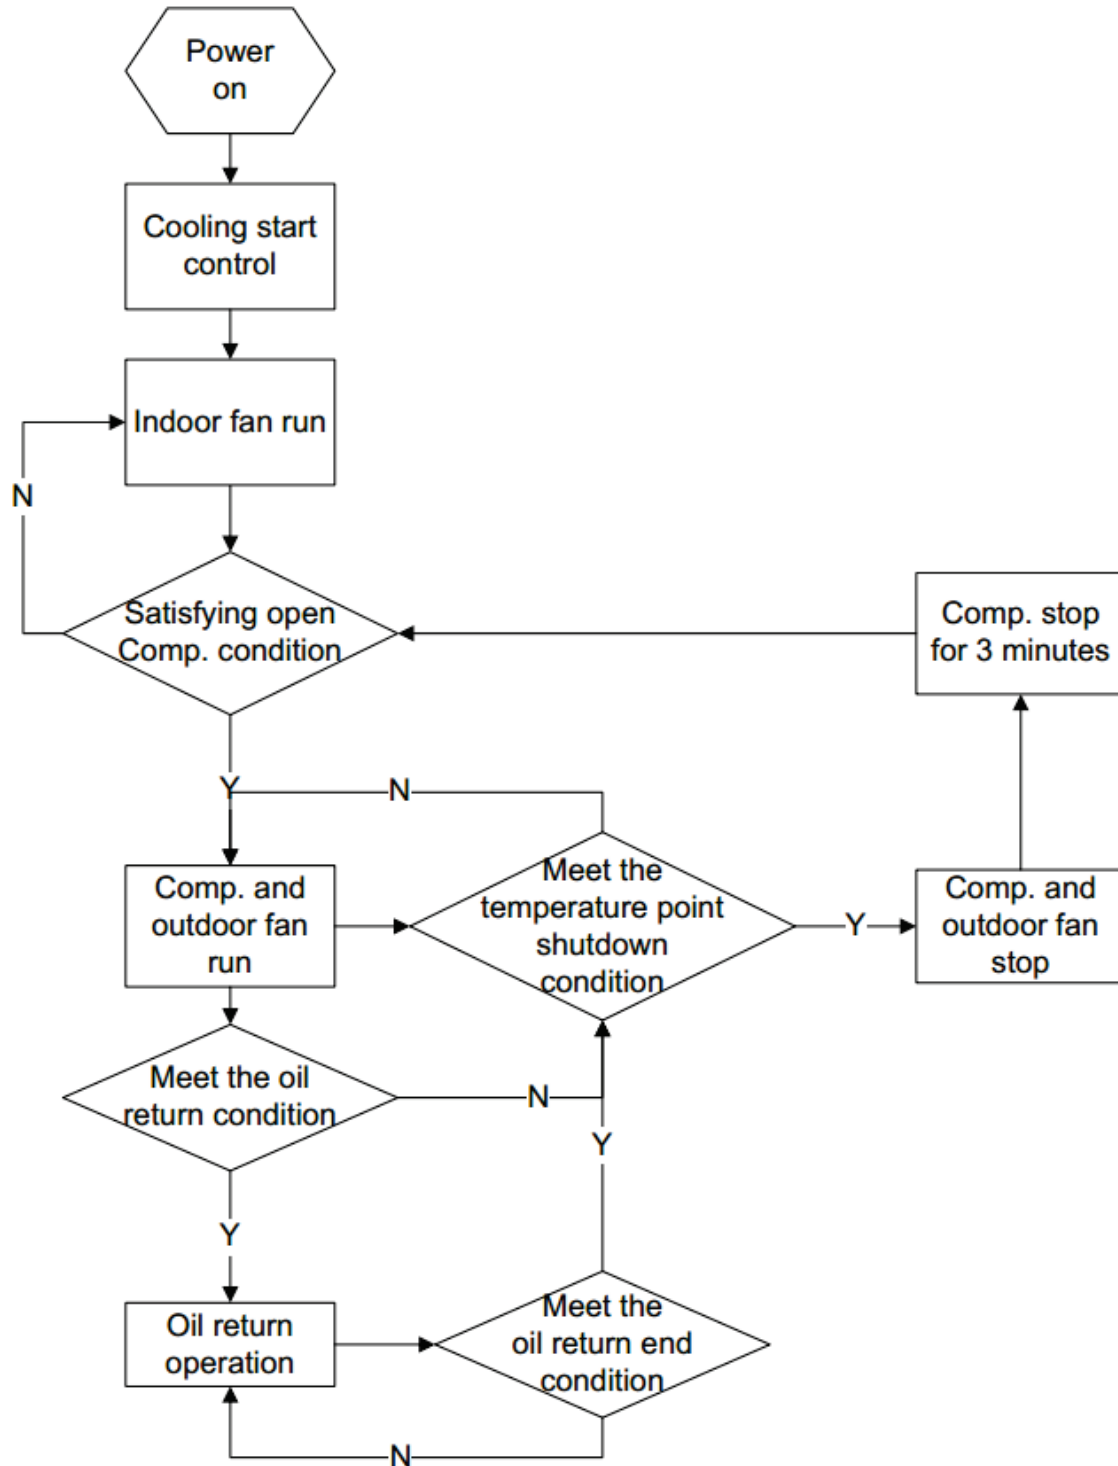 Power
on
Cooling start
control
Indoor fan run
N
Satisfying open
Comp. condition
Comp. stop
for 3 minutes
Y
N
Comp. and
outdoor fan
run
Meet the
temperature point
shutdown
condition
Y
Comp. and
outdoor fan
stop
Meet the oil
return condition
N
Y
Y
Oil return
operation
Meet the
oil return end
condition
N